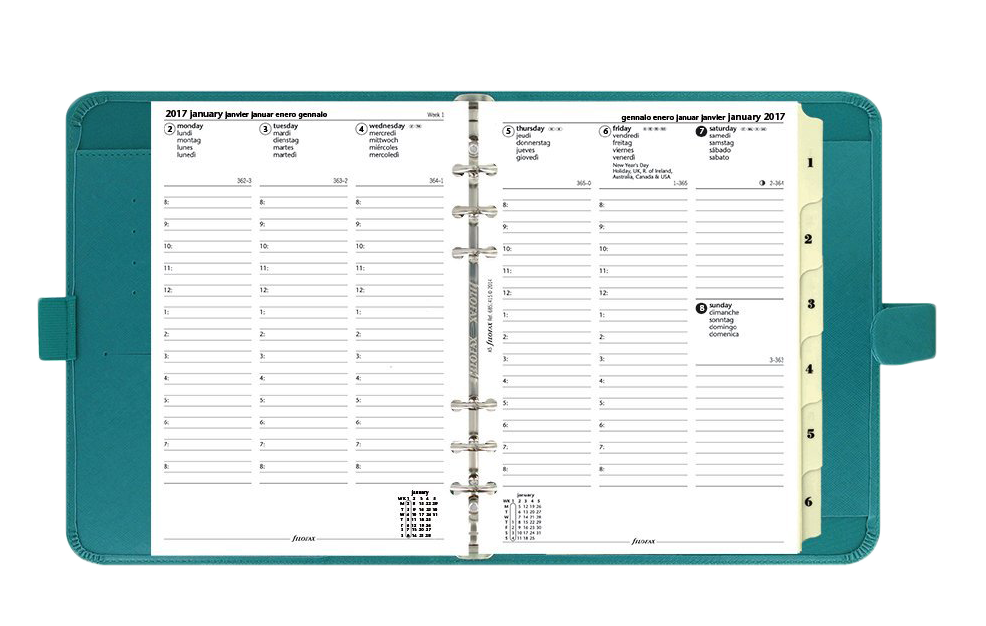 2017 january janvier januar enero gennaio
Week 1
2 monday
lundi
montag
lunes
lunedì
362-3
3 tuesday
mardi
dienstag
martes
martedì
363-2
4 wednesday
mercredi
mittwoch
miércoles
mercoledì
364-1
8:
9:
10:
11:
12:
1:
2:
3:
4:
5:
6:
7:
8:
8:
9:
10:
11:
12:
1:
2:
3:
4:
5:
6:
7:
8:
8:
9:
10:
11:
12:
1:
2:
3:
4:
5:
6:
7:
8:
january
filofax
gennaio enero januar janvier january 2017
5 thursday
jeudi
donnerstag
jueves
giovedì
365-0
6 friday
vendredi
freitag
viernes
venerdì
New Year's Day
Holiday, UK, R. of Ireland,
Australia, Canada & USA
1-365
7 saturday
samedi
samstag
sábado
sabato
2-364
8:
9:
10:
11:
12:
1:
2:
3:
4:
5:
6:
7:
8:
8:
9:
10:
11:
12:
1:
2:
3:
4:
5:
6:
7:
8:
8 sunday
dimanche
sonntag
domingo
domenica
3-363
january
filofax
1
2
3
4
5
6